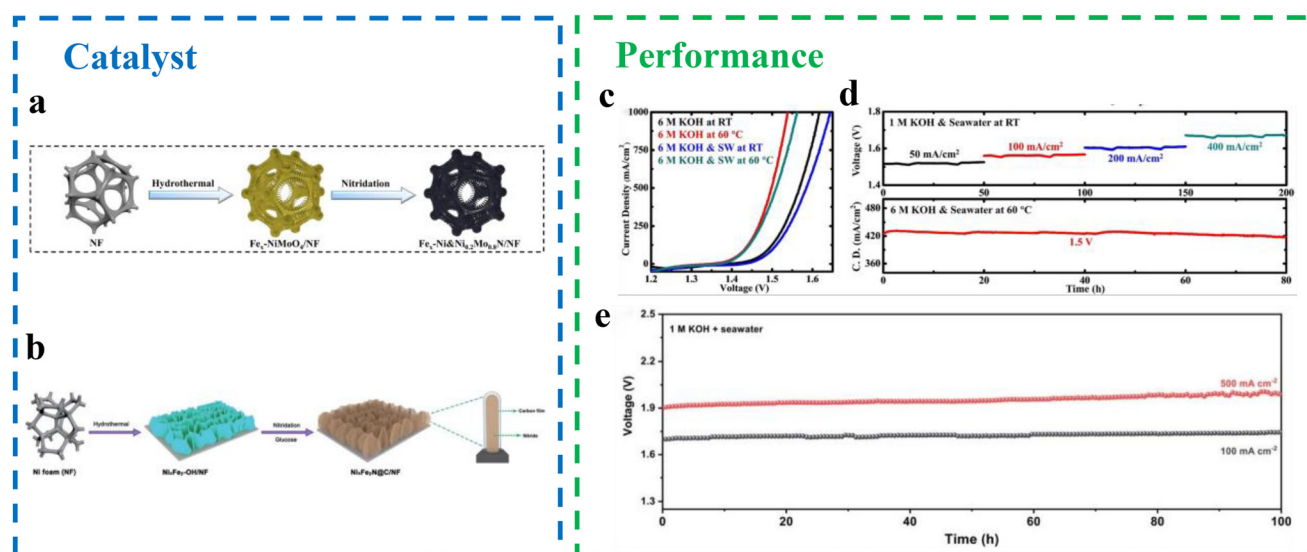 Catalyst
Performance
a
Hydrothermal
Nitridation
NF
Feₓ-NiMoO₄/NF
Feₓ-Ni&Ni₀.₂Mo₀.₈N/NF
b
Hydrothermal
Nitridation
Glucose
Carbon film
Nitride
Ni foam (NF)
NiₓFeᵧ-OH/NF
NiₓFeᵧN@C/NF
c
Current Density (mA/cm²)
1000
750
500
250
0
6 M KOH at RT
6 M KOH at 60 °C
6 M KOH & SW at RT
6 M KOH & SW at 60 °C
1.2 1.3 1.4 1.5 1.6
Voltage (V)
d
Voltage (V)
1.8
1.6
1.4
1 M KOH & Seawater at RT
50 mA/cm²
100 mA/cm²
200 mA/cm²
400 mA/cm²
0 50 100 150 200
C. D. (mA/cm²)
480
420
360
6 M KOH & Seawater at 60 °C
1.5 V
0 20 40 60 80
Time (h)
e
Voltage (V)
2.5
2.2
1.9
1.6
1.3
1 M KOH + seawater
500 mA cm⁻²
100 mA cm⁻²
0 20 40 60 80 100
Time (h)